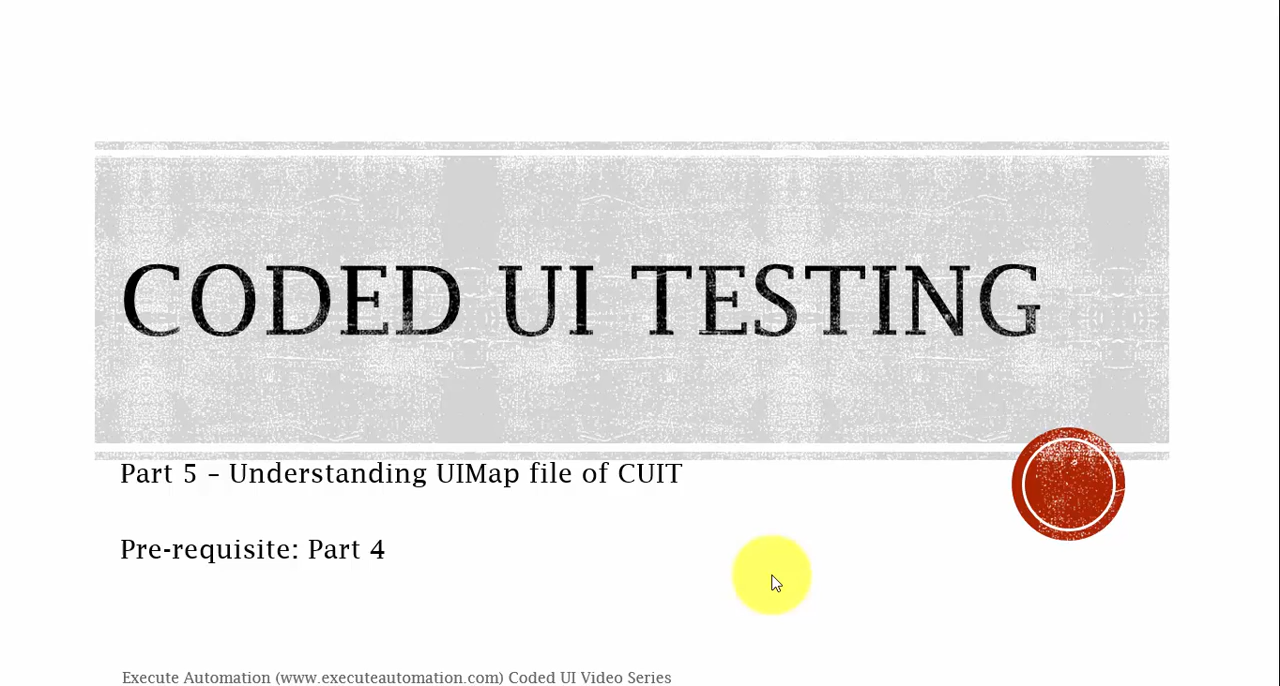 CODED UI TESTING
Part 5 – Understanding UIMap file of CUIT
Pre-requisite: Part 4
Execute Automation (www.executeautomation.com) Coded UI Video Series